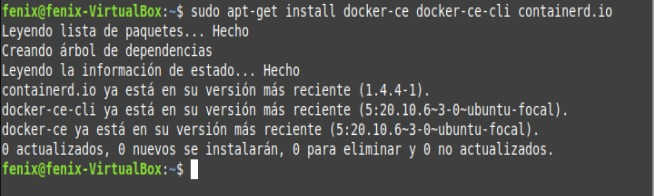 fenix@fenix-VirtualBox:~$ sudo apt-get install docker-ce docker-ce-cli containerd.io
Leyendo lista de paquetes... Hecho
Creando árbol de dependencias
Leyendo la información de estado... Hecho
containerd.io ya está en su versión más reciente (1.4.4-1).
docker-ce-cli ya está en su versión más reciente (5:20.10.6~3-0~ubuntu-focal).
docker-ce ya está en su versión más reciente (5:20.10.6~3-0~ubuntu-focal).
0 actualizados, 0 nuevos se instalarán, 0 para eliminar y 0 no actualizados.
fenix@fenix-VirtualBox:~$